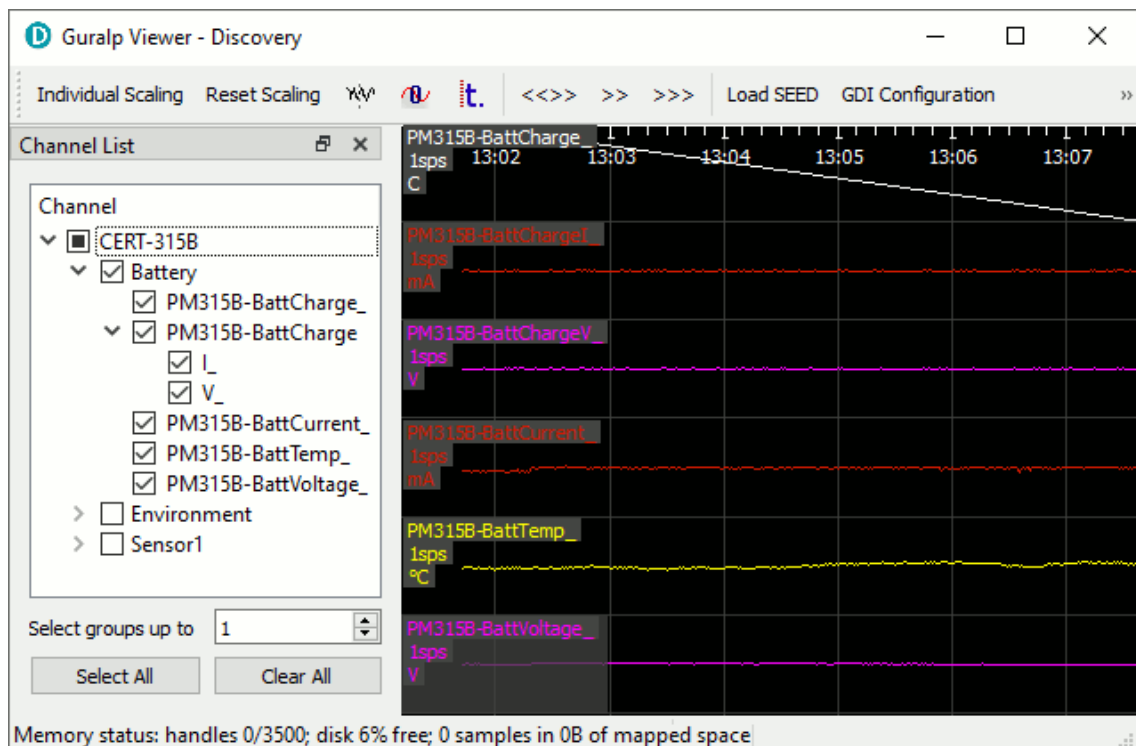 Guralp Viewer - Discovery
Individual Scaling Reset Scaling 0 t. <<>> >> >>> Load SEED GDI Configuration »
Channel List
Channel
CERT-315B
Battery
PM315B-BattCharge_
PM315B-BattCharge
I_
V_
PM315B-BattCurrent_
PM315B-BattTemp_
PM315B-BattVoltage_
Environment
Sensor1
Select groups up to 1
Select All Clear All
PM315B-BattCharge_
1sps 13:02 13:03 13:04 13:05 13:06 13:07
C
PM315B-BattChargeI_
1sps
mA
PM315B-BattChargeV_
1sps
V
PM315B-BattCurrent_
1sps
mA
PM315B-BattTemp_
1sps
ºC
PM315B-BattVoltage_
1sps
V
Memory status: handles 0/3500; disk 6% free; 0 samples in 0B of mapped space